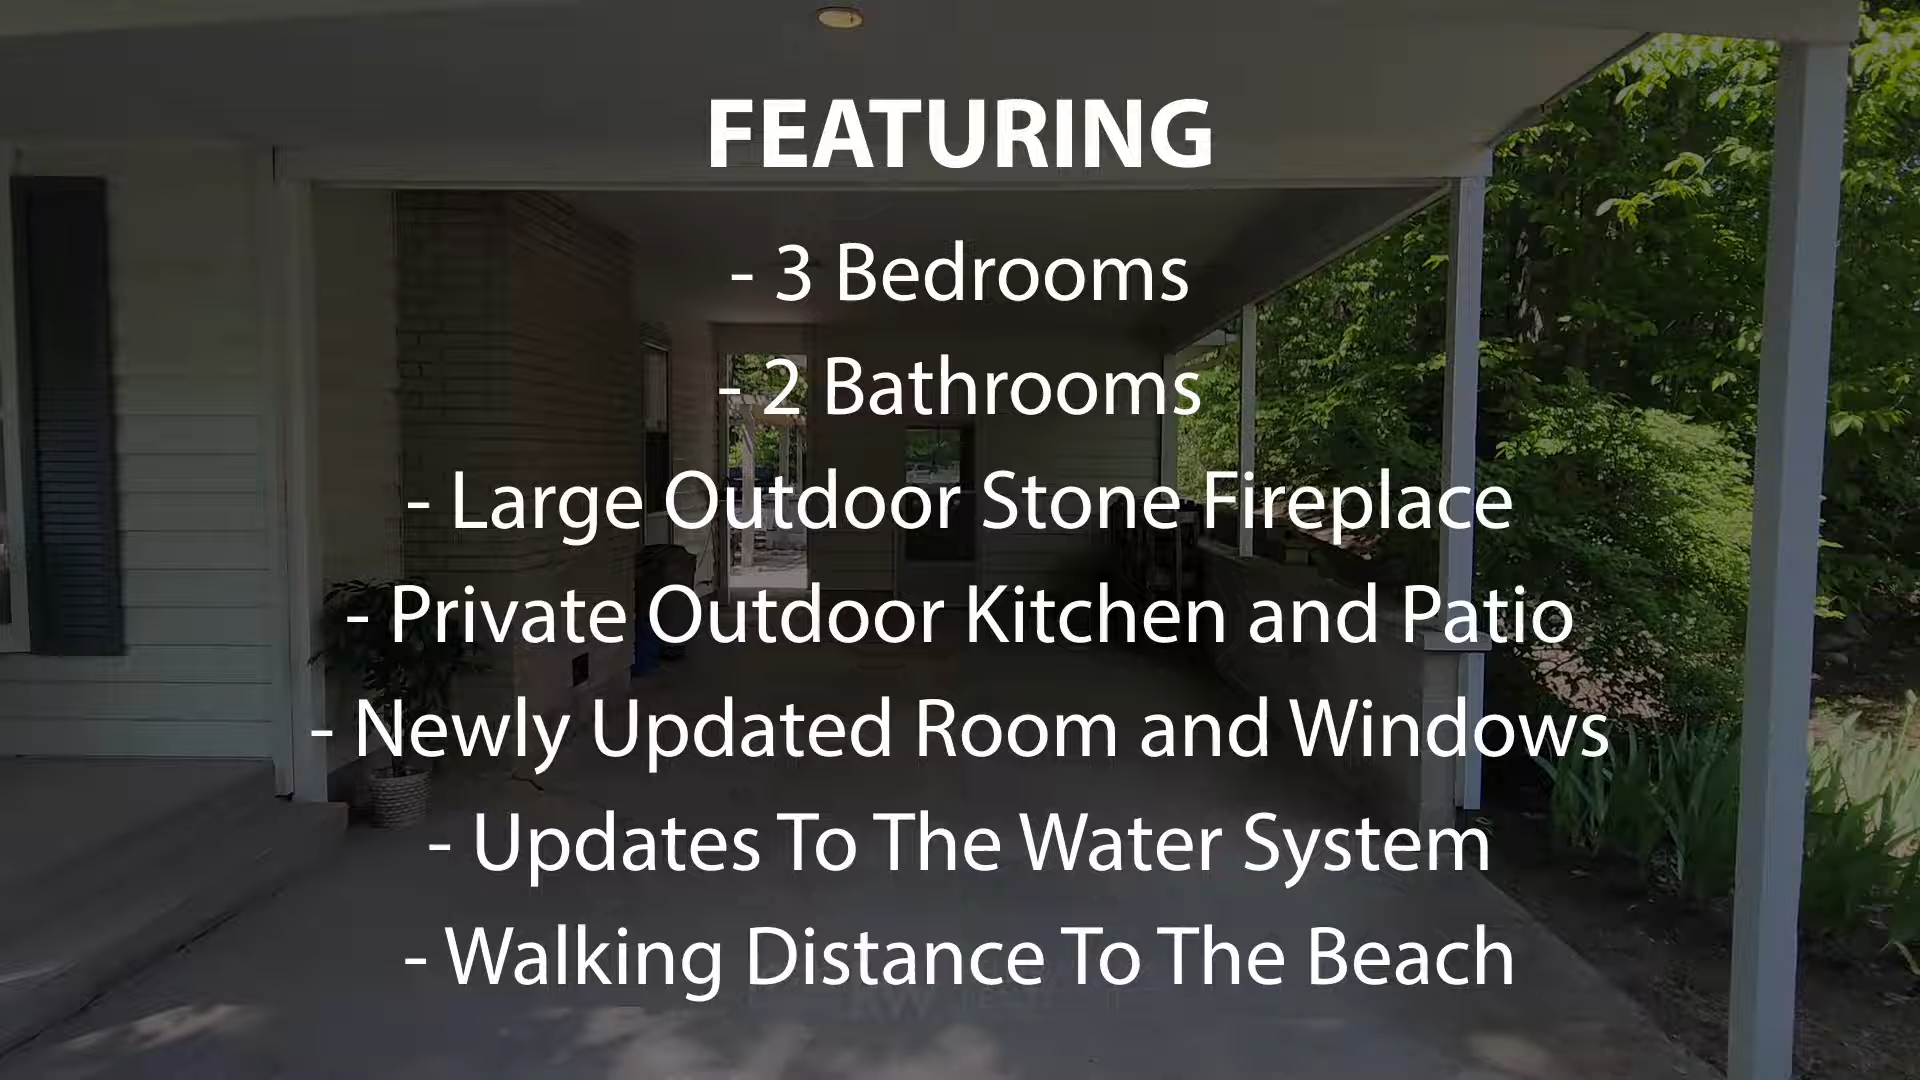 FEATURING
- 3 Bedrooms
- 2 Bathrooms
- Large Outdoor Stone Fireplace
- Private Outdoor Kitchen and Patio
- Newly Updated Room and Windows
- Updates To The Water System
- Walking Distance To The Beach